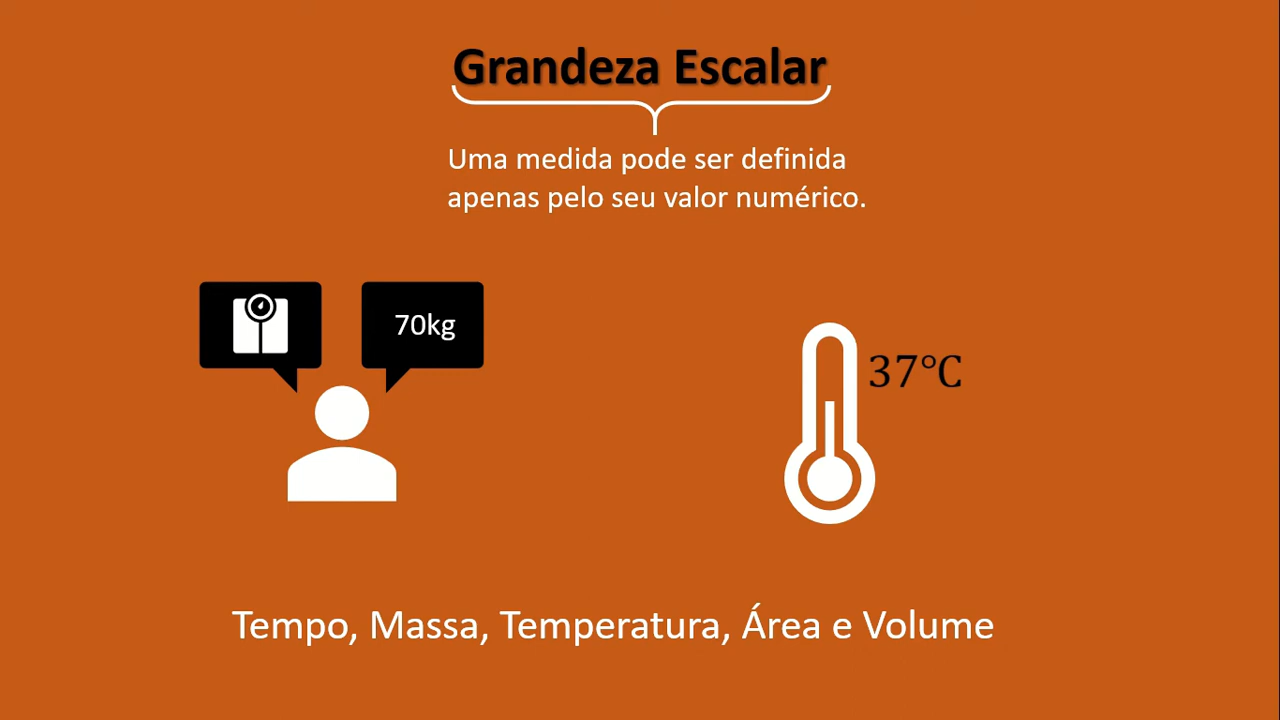 Grandeza Escalar
Uma medida pode ser definida
apenas pelo seu valor numérico.
70kg
37°C
Tempo, Massa, Temperatura, Área e Volume